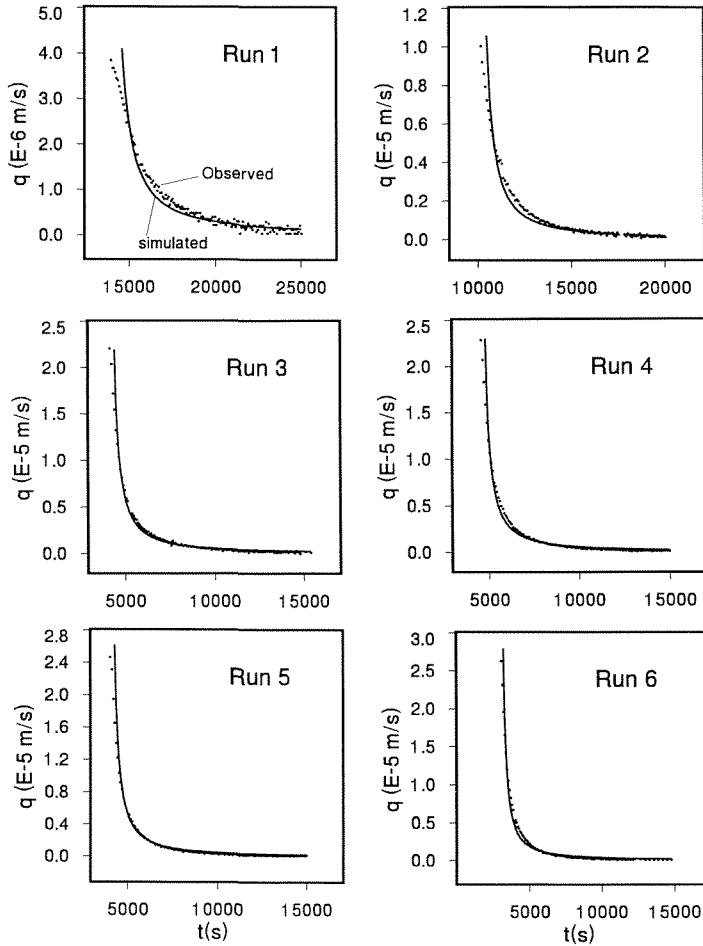 Run 1
q (E-6 m/s)
5.0
4.0
3.0
2.0
1.0
0.0
Observed
simulated
15000 20000 25000
Run 2
q (E-5 m/s)
1.2
1.0
0.8
0.6
0.4
0.2
0.0
10000 15000 20000
Run 3
q (E-5 m/s)
2.5
2.0
1.5
1.0
0.5
0.0
5000 10000 15000
Run 4
q (E-5 m/s)
2.5
2.0
1.5
1.0
0.5
0.0
5000 10000 15000
Run 5
q (E-5 m/s)
2.8
2.4
2.0
1.6
1.2
0.8
0.4
0.0
5000 10000 15000
t(s)
Run 6
q (E-5 m/s)
3.0
2.5
2.0
1.5
1.0
0.5
0.0
5000 10000 15000
t(s)